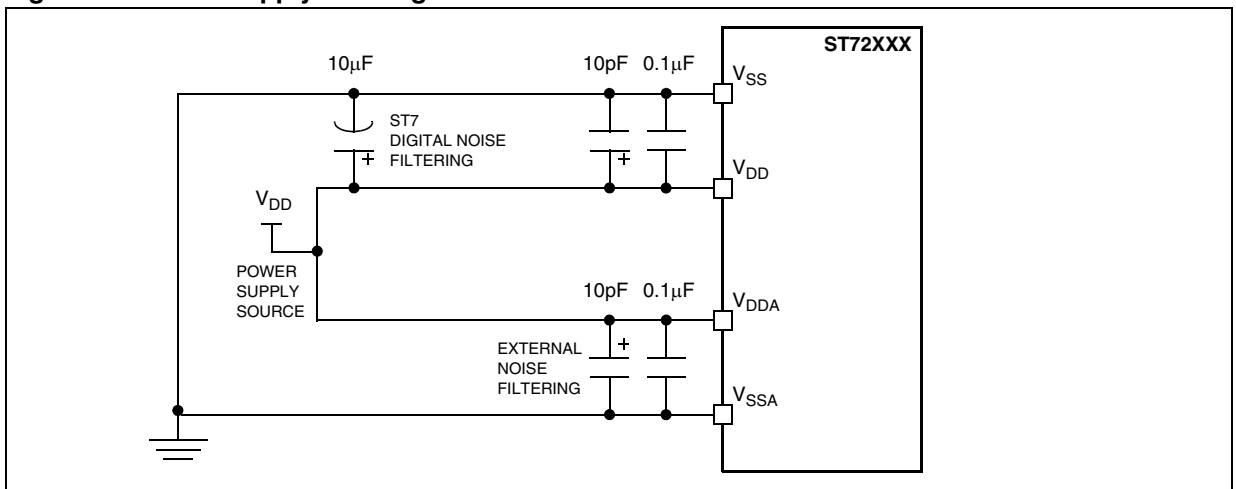 ST72XXX
10μF
10pF 0.1μF
VSS
ST7
DIGITAL NOISE
+ FILTERING
+
VDD
VDD
POWER
SUPPLY
SOURCE
10pF 0.1μF
VDDA
EXTERNAL +
NOISE
FILTERING
VSSA